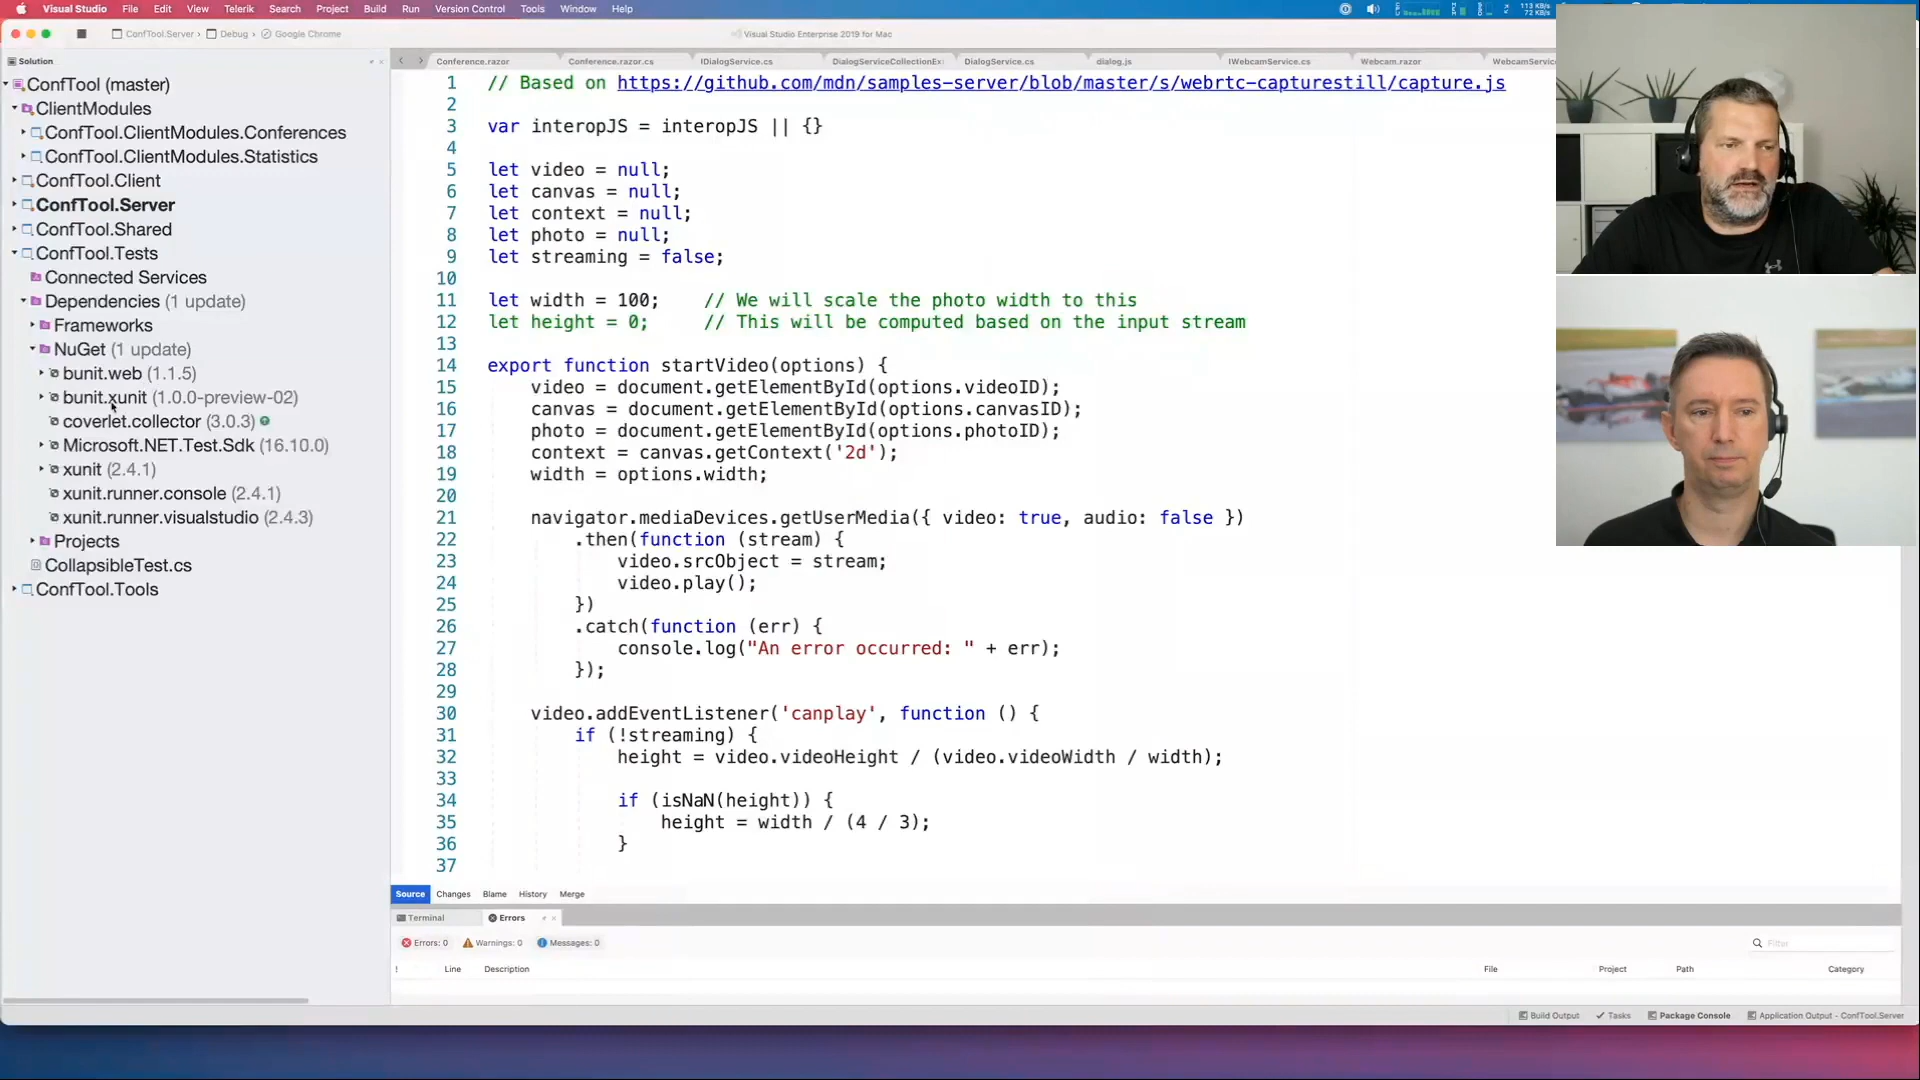 Visual Studio File Edit View Telerik Search Project Build Run Version Control Tools Window Help
113 KB/s
72 KB/s
ConfTool.Server Debug Google Chrome
Visual Studio Enterprise 2019 for Mac
Solution
Conference.razor Conference.razor.cs IDialogService.cs DialogServiceCollectionEx DialogService.cs dialog.js IWebcamService.cs Webcam.razor WebcamServic
ConfTool (master)
ClientModules
ConfTool.ClientModules.Conferences
ConfTool.ClientModules.Statistics
ConfTool.Client
ConfTool.Server
ConfTool.Shared
ConfTool.Tests
Connected Services
Dependencies (1 update)
Frameworks
NuGet (1 update)
bunit.web (1.1.5)
bunit.xunit (1.0.0-preview-02)
coverlet.collector (3.0.3)
Microsoft.NET.Test.Sdk (16.10.0)
xunit (2.4.1)
xunit.runner.console (2.4.1)
xunit.runner.visualstudio (2.4.3)
Projects
CollapsibleTest.cs
ConfTool.Tools
1 // Based on https://github.com/mdn/samples-server/blob/master/s/webrtc-capturestill/capture.js
2
3 var interopJS = interopJS || {}
4
5 let video = null;
6 let canvas = null;
7 let context = null;
8 let photo = null;
9 let streaming = false;
10
11 let width = 100; // We will scale the photo width to this
12 let height = 0; // This will be computed based on the input stream
13
14 export function startVideo(options) {
15 video = document.getElementById(options.videoID);
16 canvas = document.getElementById(options.canvasID);
17 photo = document.getElementById(options.photoID);
18 context = canvas.getContext('2d');
19 width = options.width;
20
21 navigator.mediaDevices.getUserMedia({ video: true, audio: false })
22 .then(function (stream) {
23 video.srcObject = stream;
24 video.play();
25 })
26 .catch(function (err) {
27 console.log("An error occurred: " + err);
28 });
29
30 video.addEventListener('canplay', function () {
31 if (!streaming) {
32 height = video.videoHeight / (video.videoWidth / width);
33
34 if (isNaN(height)) {
35 height = width / (4 / 3);
36 }
37
Source Changes Blame History Merge
Terminal Errors
Errors: 0 Warnings: 0 Messages: 0
Filter
! Line Description File Project Path Category
Build Output Tasks Package Console Application Output - ConfTool.Server